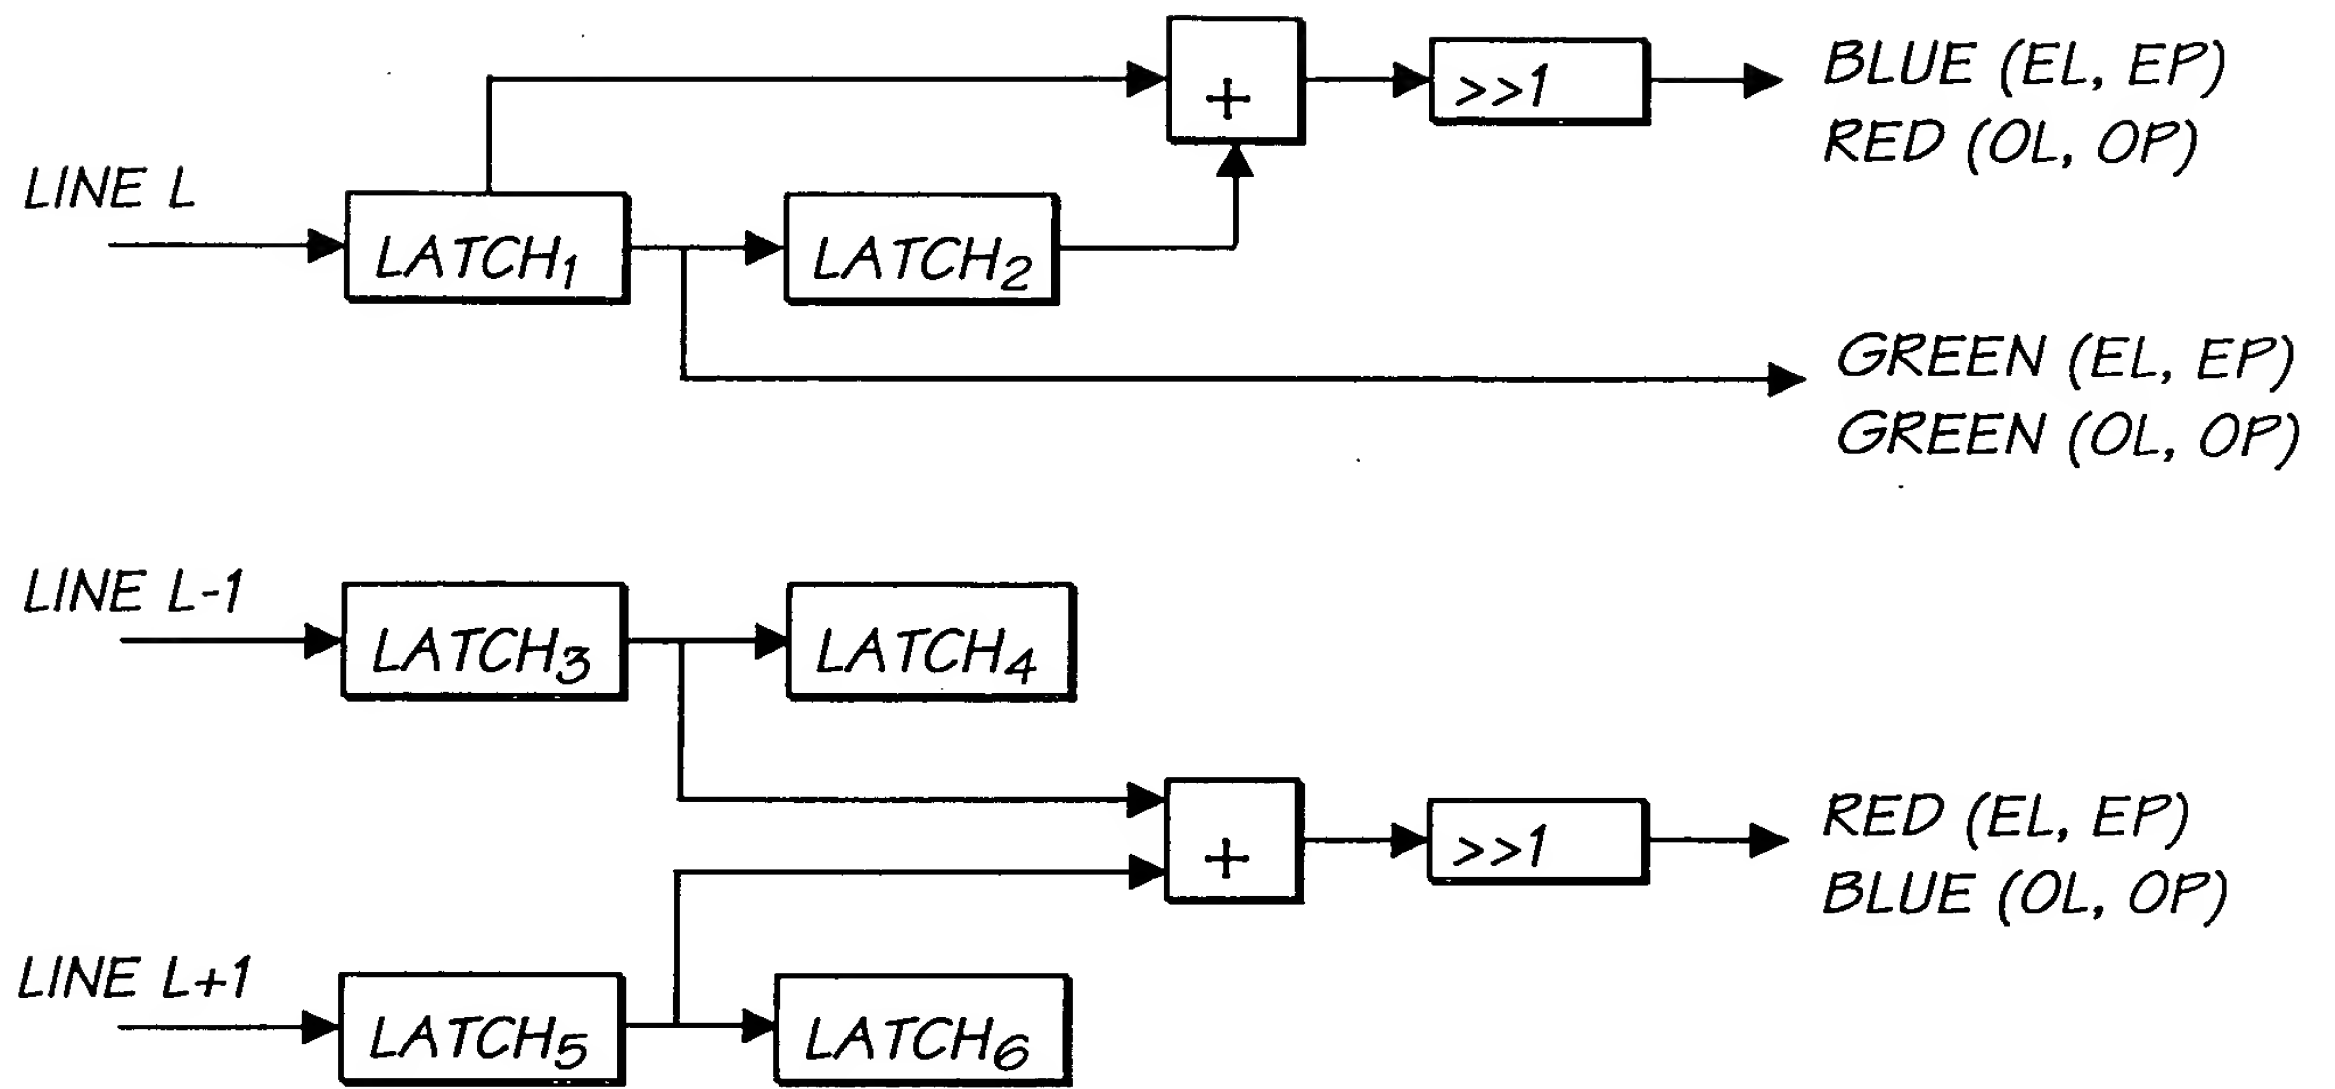 +
>>1
BLUE (EL, EP)
RED (OL, OP)
LINE L
LATCH1
LATCH2
GREEN (EL, EP)
GREEN (OL, OP)
LINE L-1
LATCH3
LATCH4
+
>>1
RED (EL, EP)
BLUE (OL, OP)
LINE L+1
LATCH5
LATCH6